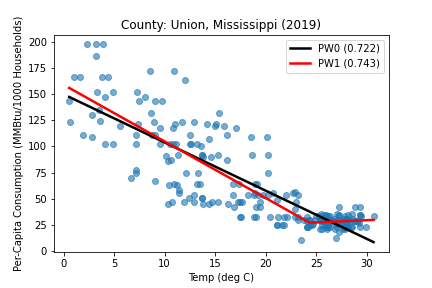 County: Union, Mississippi (2019)
PW0 (0.722)
PW1 (0.743)
Per-Capita Consumption (MMBtu/1000 Households)
200
175
150
125
100
75
50
25
0
0 5 10 15 20 25 30
Temp (deg C)